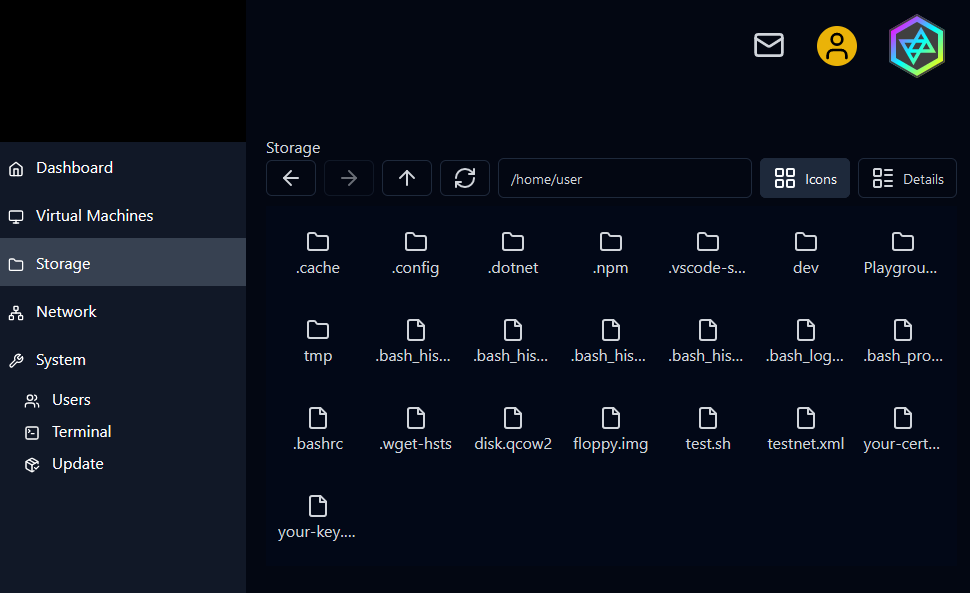 Dashboard
Virtual Machines
Storage
Network
System
Users
Terminal
Update
Storage
/home/user
Icons
Details
.cache
.config
.dotnet
.npm
.vscode-s...
dev
Playgrou...
tmp
.bash_his...
.bash_his...
.bash_his...
.bash_his...
.bash_log...
.bash_pro...
.bashrc
.wget-hsts
disk.qcow2
floppy.img
test.sh
testnet.xml
your-cert...
your-key....